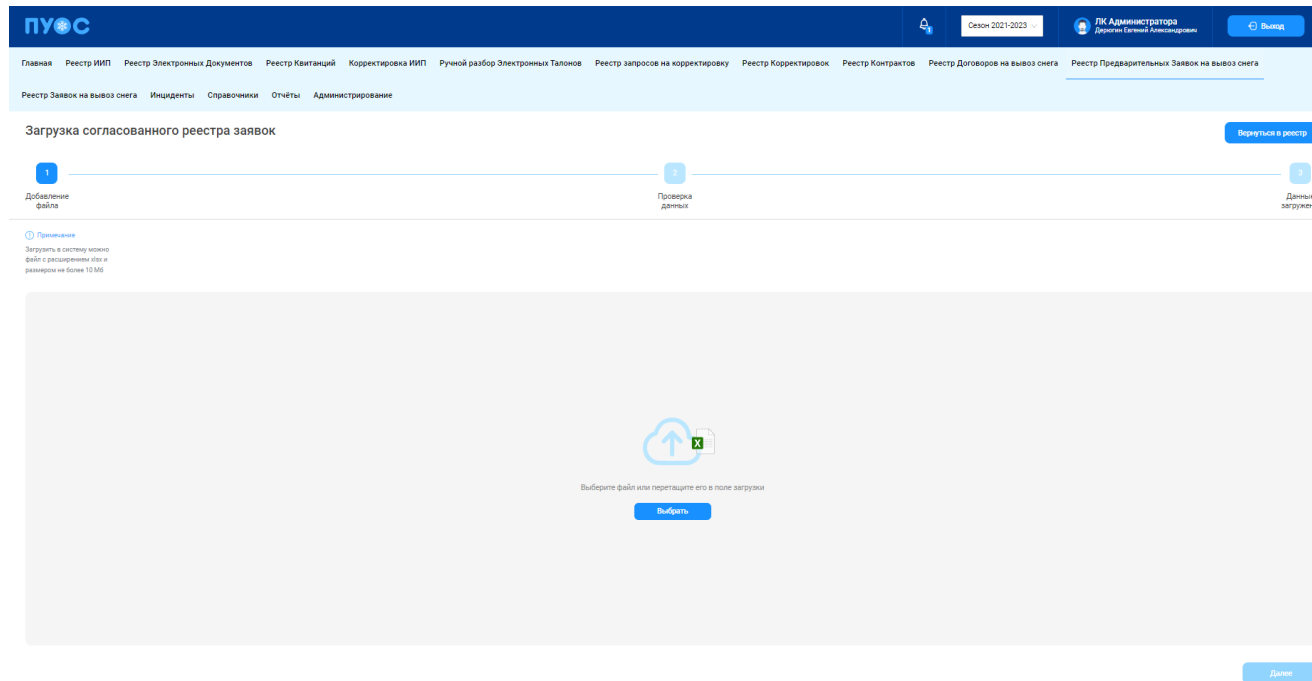 ПУОС
1
Сезон 2021-2023
ЛК Администратора
Дерюгин Евгений Александрович
Выход
Главная Реестр ИИП Реестр Электронных Документов Реестр Квитанций Корректировка ИИП Ручной разбор Электронных Талонов Реестр запросов на корректировку Реестр Корректировок Реестр Контрактов Реестр Договоров на вывоз снега Реестр Предварительных Заявок на вывоз снега
Реестр Заявок на вывоз снега Инциденты Справочники Отчёты Администрирование
Загрузка согласованного реестра заявок
Вернуться в реестр
1 2 3
Добавление Проверка Данны
файла данных загружен
Примечание
Загрузить в систему можно
файл с расширением xlsx и
размером не более 10 Мб
X
Выберите файл или перетащите его в поле загрузки
Выбрать
Далее